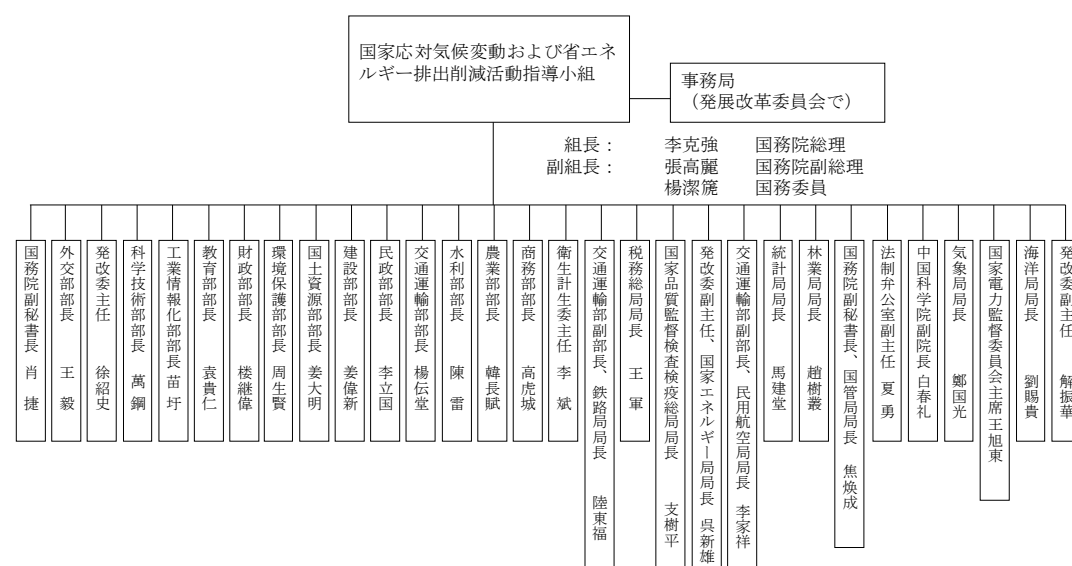 国家応対気候変動および省エネ
ルギー排出削減活動指導小組
事務局
（発展改革委員会で）
組長： 李克強 国務院総理
副組長： 張高麗 国務院副総理
楊潔篪 国務委員
国務院副秘書長 肖 捷
外交部部長 王 毅
発改委主任 徐紹史
科学技術部部長 萬 鋼
工業情報化部部長 苗 圩
教育部部長 袁貴仁
財政部部長 楼継偉
環境保護部部長 周生賢
国土資源部部長 姜大明
建設部部長 姜偉新
民政部部長 李立国
交通運輸部部長 楊伝堂
水利部部長 陳 雷
農業部部長 韓長賦
商務部部長 高虎城
衛生計生委主任 李 斌
交通運輸部副部長、鉄路局局長 陸東福
税務総局局長 王 軍
国家品質監督検査検疫総局局長 支樹平
発改委副主任、国家エネルギー局局長 呉新雄
交通運輸部副部長、民用航空局局長 李家祥
統計局局長 馬建堂
林業局局長 趙樹叢
国務院副秘書長、国管局局長 焦煥成
法制弁公室副主任 夏 勇
中国科学院副院長 白春礼
気象局局長 鄭国光
国家電力監督委員会主席 王旭東
海洋局局長 劉賜貴
発改委副主任 解振華